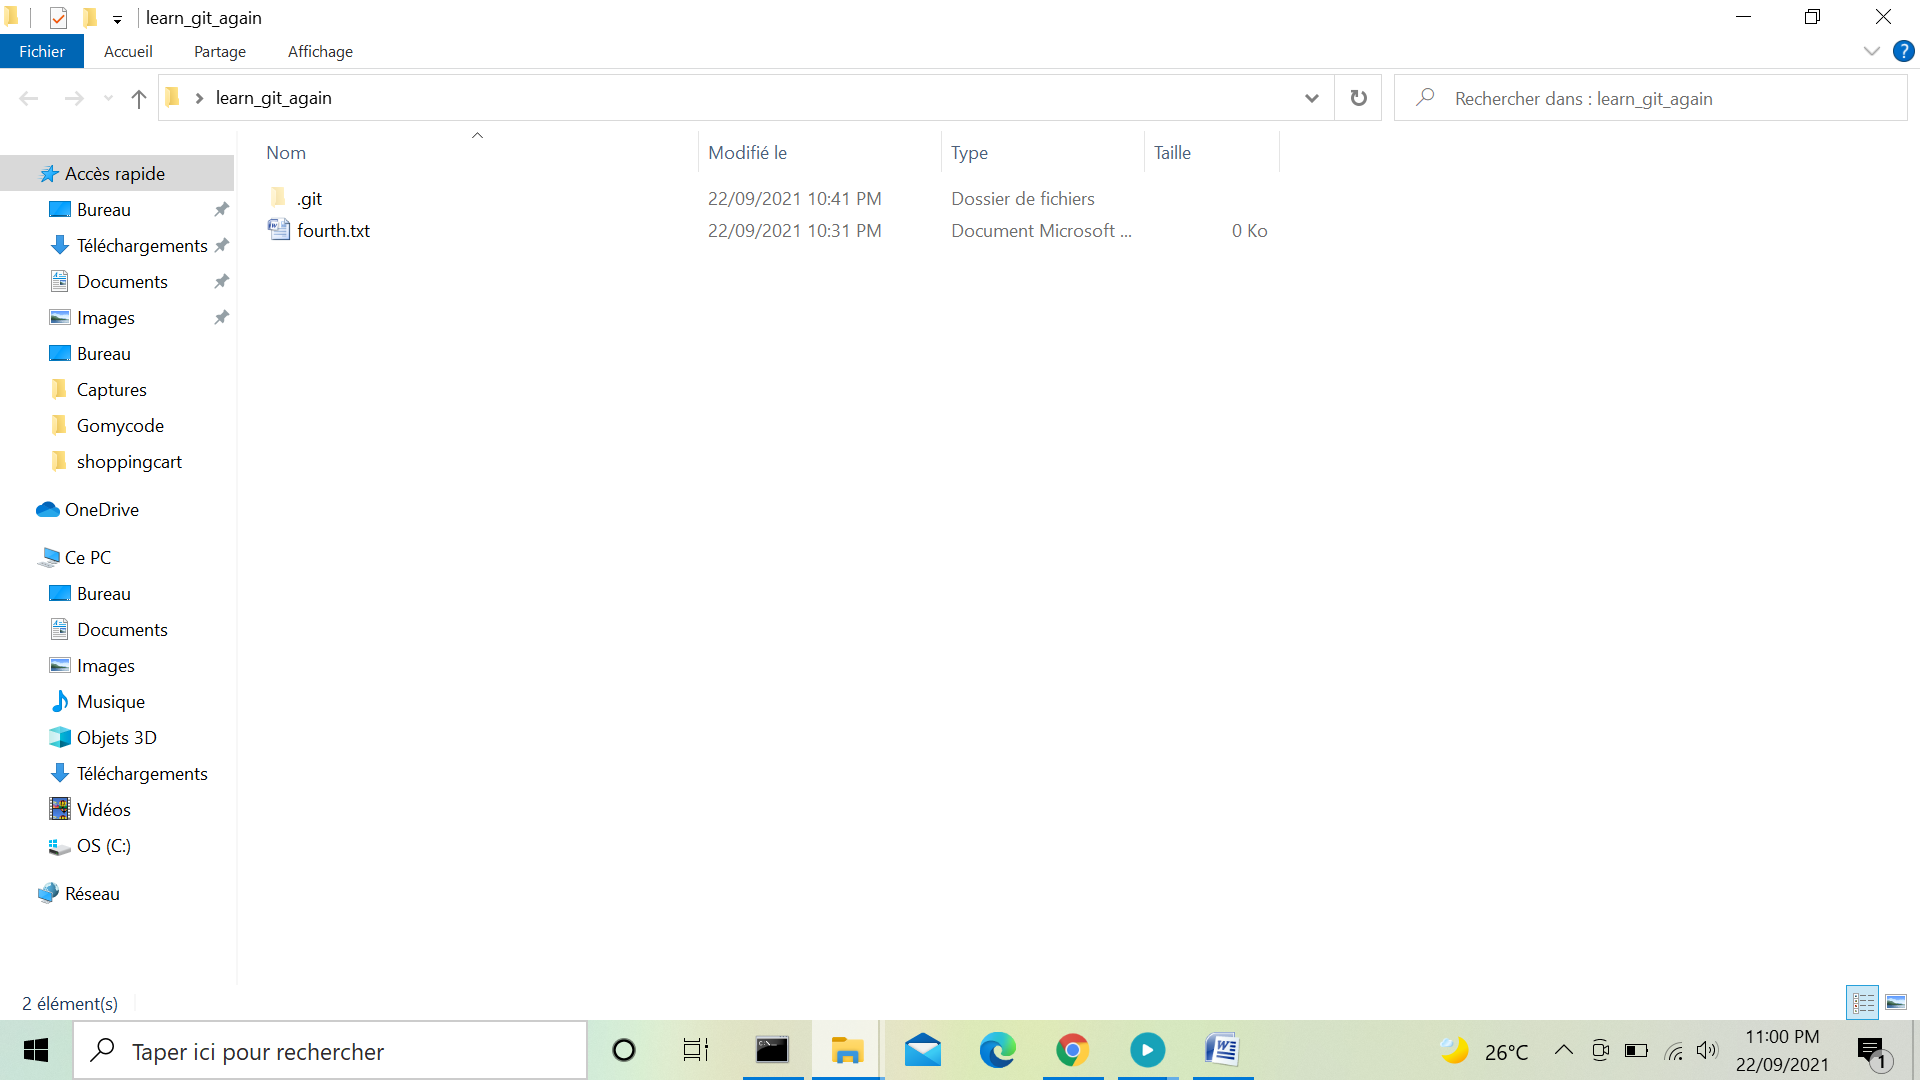 learn_git_again
Fichier Accueil Partage Affichage
learn_git_again
Rechercher dans : learn_git_again
Nom Modifié le Type Taille
.git 22/09/2021 10:41 PM Dossier de fichiers
fourth.txt 22/09/2021 10:31 PM Document Microsoft ... 0 Ko
Accès rapide
Bureau
Téléchargements
Documents
Images
Bureau
Captures
Gomycode
shoppingcart
OneDrive
Ce PC
Bureau
Documents
Images
Musique
Objets 3D
Téléchargements
Vidéos
OS (C:)
Réseau
2 élément(s)
Taper ici pour rechercher
26°C
11:00 PM
22/09/2021
1